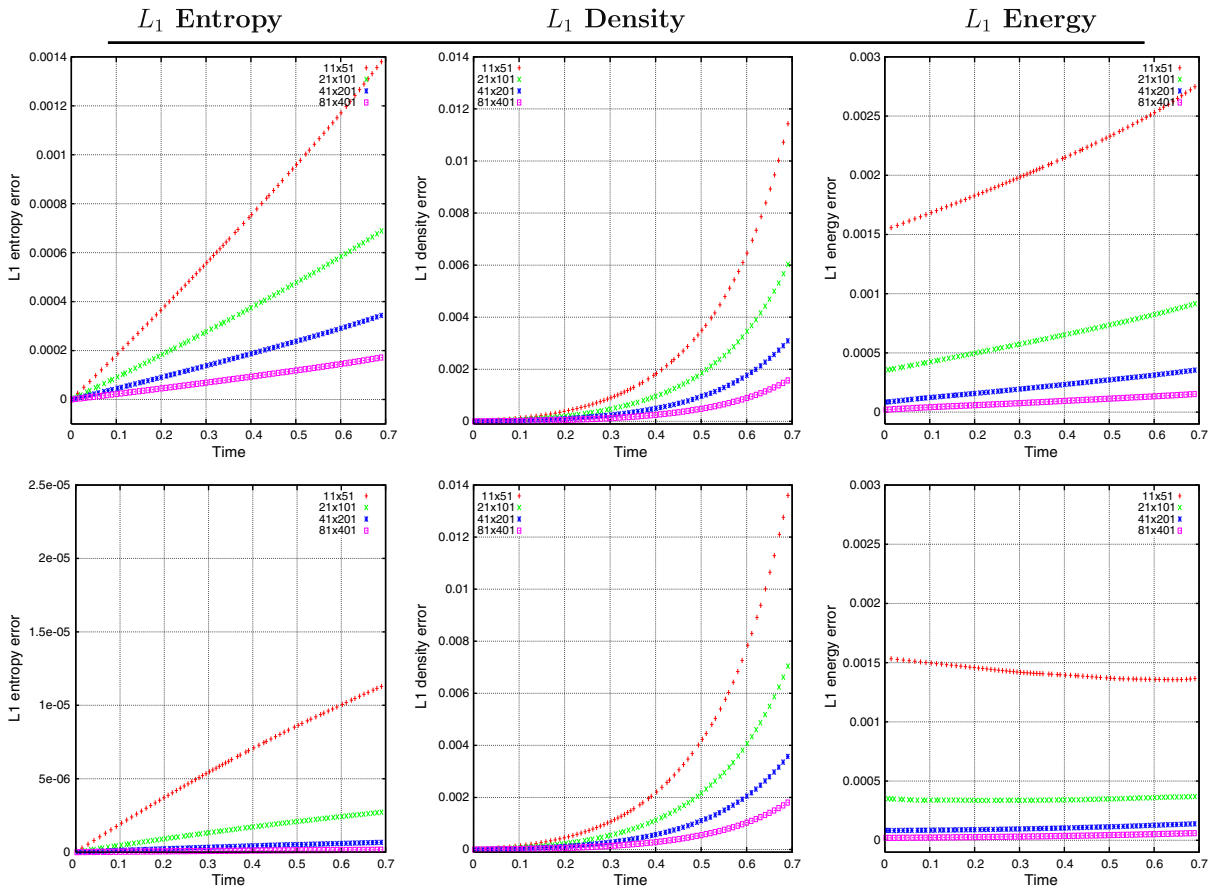 L₁ Entropy
L₁ Density
L₁ Energy
0.0014
0.0012
0.001
0.0008
0.0006
0.0004
0.0002
0
L1 entropy error
11x51
21x101
41x201
81x401
0 0.1 0.2 0.3 0.4 0.5 0.6 0.7
Time
0.014
0.012
0.01
0.008
0.006
0.004
0.002
0.000
L1 density error
11x51
21x101
41x201
81x401
0 0.1 0.2 0.3 0.4 0.5 0.6 0.7
Time
0.003
0.0025
0.002
0.0015
0.001
0.0005
0
L1 energy error
11x51
21x101
41x201
81x401
0 0.1 0.2 0.3 0.4 0.5 0.6 0.7
Time
2.5e-05
2e-05
1.5e-05
1e-05
5e-06
0
L1 entropy error
11x51
21x101
41x201
81x401
0 0.1 0.2 0.3 0.4 0.5 0.6 0.7
Time
0.014
0.012
0.01
0.008
0.006
0.004
0.002
0.000
L1 density error
11x51
21x101
41x201
81x401
0 0.1 0.2 0.3 0.4 0.5 0.6 0.7
Time
0.003
0.0025
0.002
0.0015
0.001
0.0005
0
L1 energy error
11x51
21x101
41x201
81x401
0 0.1 0.2 0.3 0.4 0.5 0.6 0.7
Time